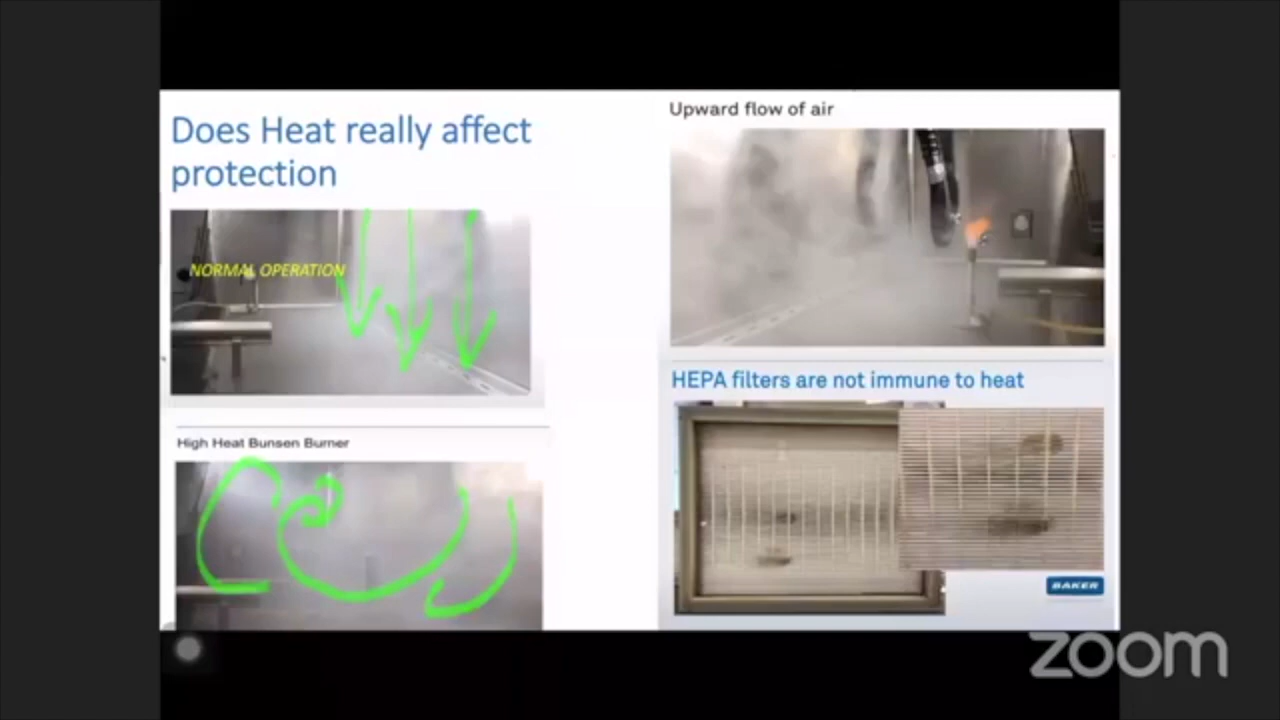 Does Heat really affect
protection
NORMAL OPERATION
High Heat Bunsen Burner
Upward flow of air
HEPA filters are not immune to heat
BAKER
zoom